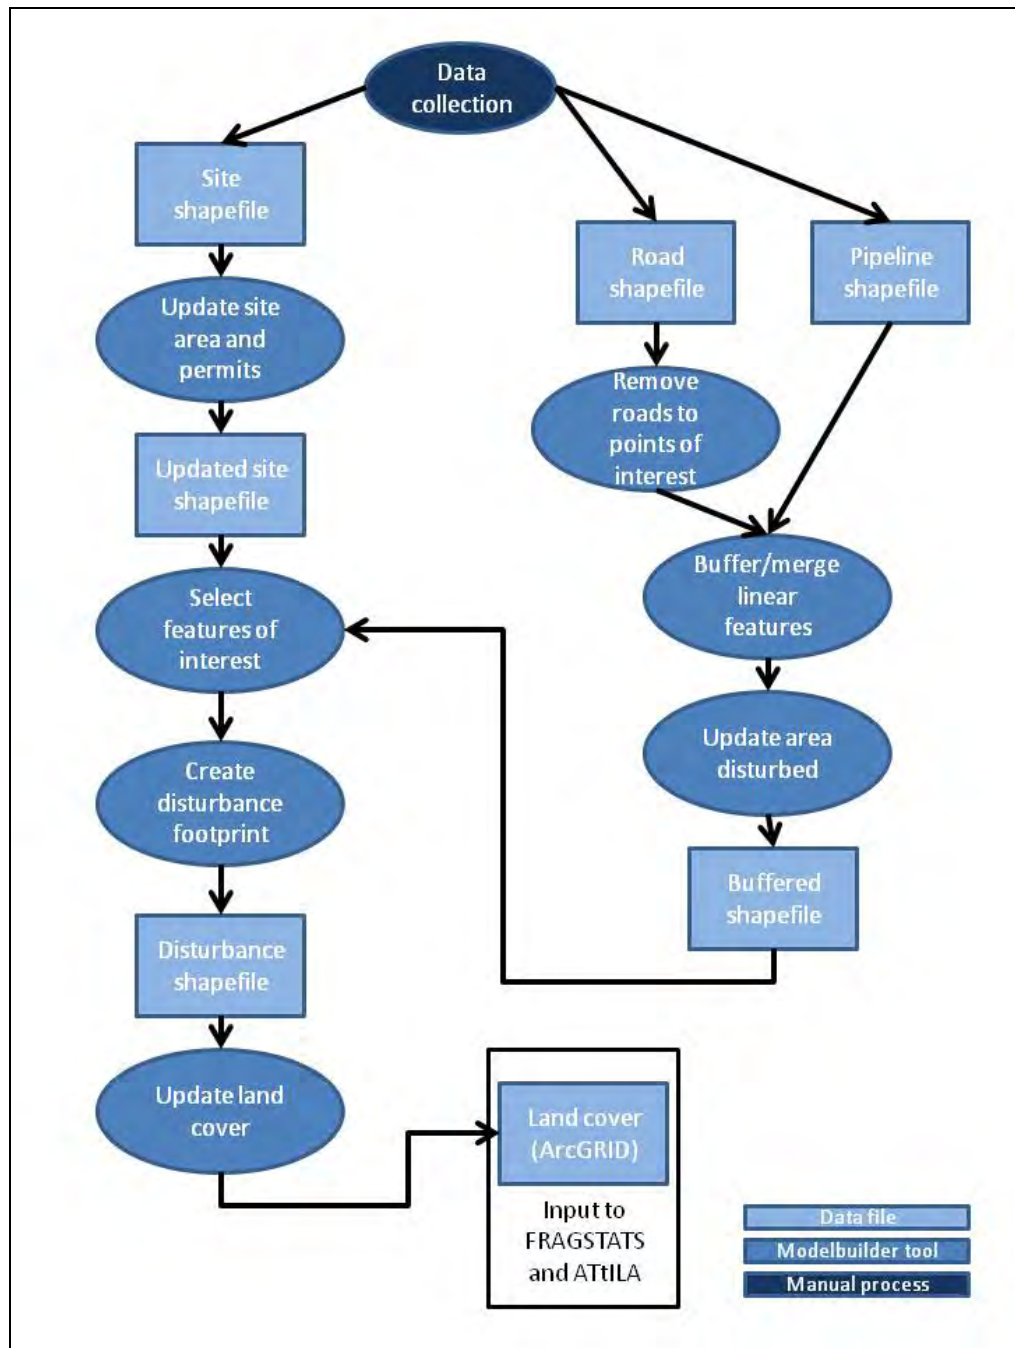 Data
collection
Site
shapefile
Road
shapefile
Pipeline
shapefile
Update site
area and
permits
Remove
roads to
points of
interest
Updated site
shapefile
Buffer/merge
linear
features
Select
features of
interest
Update area
disturbed
Create
disturbance
footprint
Buffered
shapefile
Disturbance
shapefile
Update land
cover
Land cover
(ArcGRID)
Input to
FRAGSTATS
and ATtILA
Data file
Modelbuilder tool
Manual process